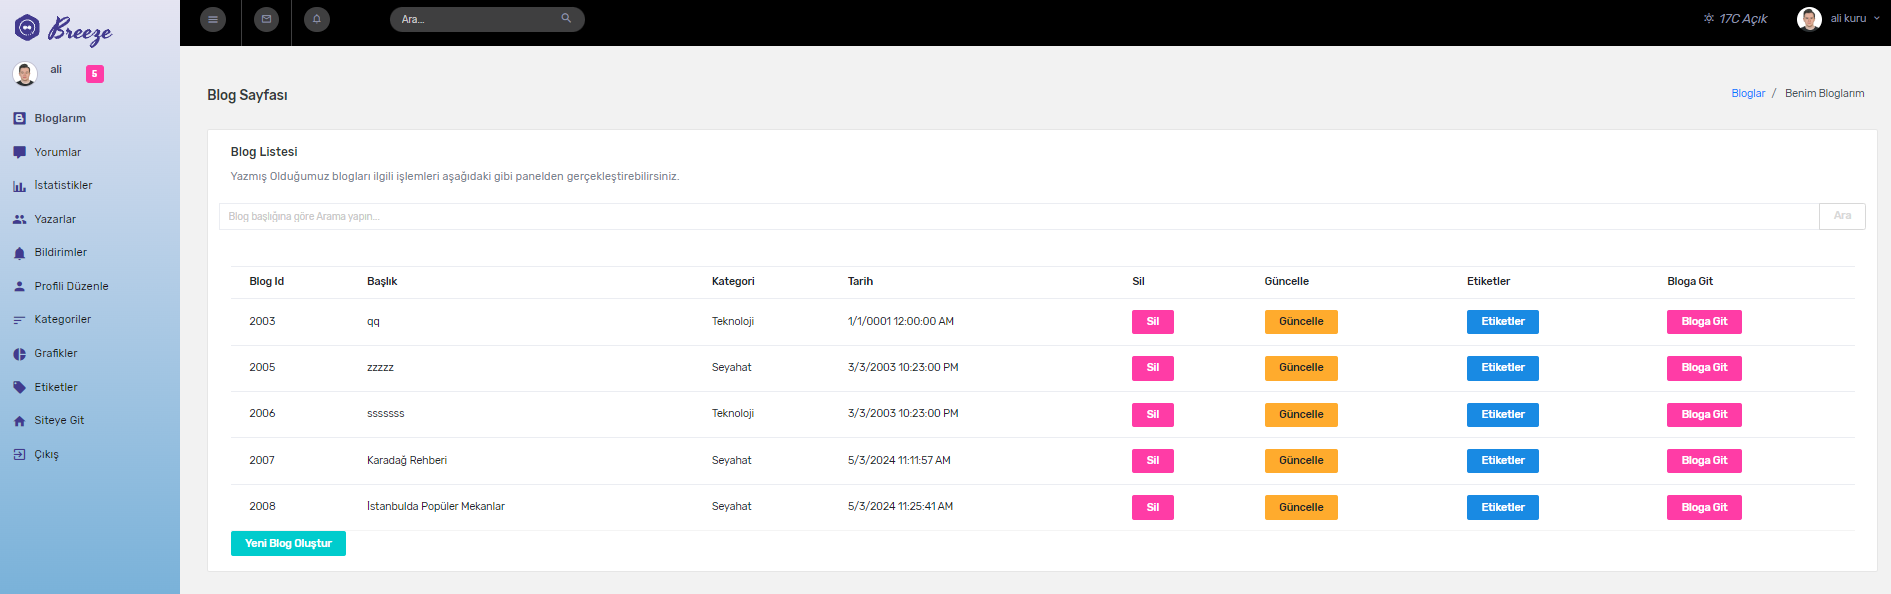 Breeze
ali 5
Bloglarım
Yorumlar
İstatistikler
Yazarlar
Bildirimler
Profili Düzenle
Kategoriler
Grafikler
Etiketler
Siteye Git
Çıkış
Ara...
17C Açık
ali kuru
Blog Sayfası
Bloglar / Benim Bloglarım
Blog Listesi
Yazmış Olduğumuz blogları ilgili işlemleri aşağıdaki gibi panelden gerçekleştirebilirsiniz.
Blog başlığına göre Arama yapın... Ara
Blog Id Başlık Kategori Tarih Sil Güncelle Etiketler Bloga Git
2003 qq Teknoloji 1/1/0001 12:00:00 AM Sil Güncelle Etiketler Bloga Git
2005 zzzzz Seyahat 3/3/2003 10:23:00 PM Sil Güncelle Etiketler Bloga Git
2006 sssssss Teknoloji 3/3/2003 10:23:00 PM Sil Güncelle Etiketler Bloga Git
2007 Karadağ Rehberi Seyahat 5/3/2024 11:11:57 AM Sil Güncelle Etiketler Bloga Git
2008 İstanbulda Popüler Mekanlar Seyahat 5/3/2024 11:25:41 AM Sil Güncelle Etiketler Bloga Git
Yeni Blog Oluştur